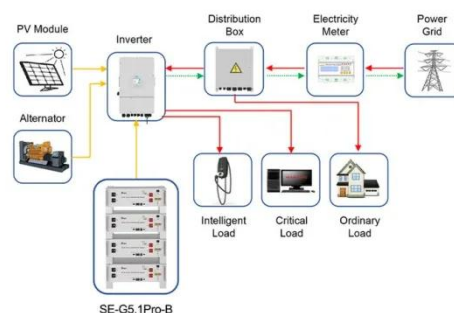 PV Module
Inverter
Distribution
Box
Electricity
Meter
Power
Grid
Alternator
Intelligent
Load
Critical
Load
Ordinary
Load
SE-G5.1Pro-B